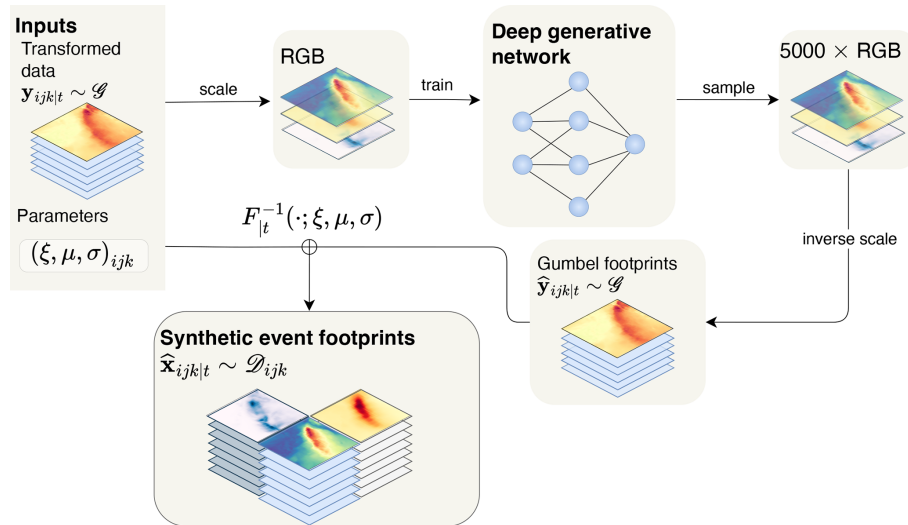 Inputs
Transformed
data
𝐲_{ijk|t} ∼ 𝒢
Parameters
(ξ, μ, σ)_{ijk}
scale
RGB
train
Deep generative
network
sample
5000 × RGB
inverse scale
F_{|t}^{-1}(·; ξ, μ, σ)
Gumbel footprints
𝐲̂_{ijk|t} ∼ 𝒢
Synthetic event footprints
𝐱̂_{ijk|t} ∼ 𝒟_{ijk}